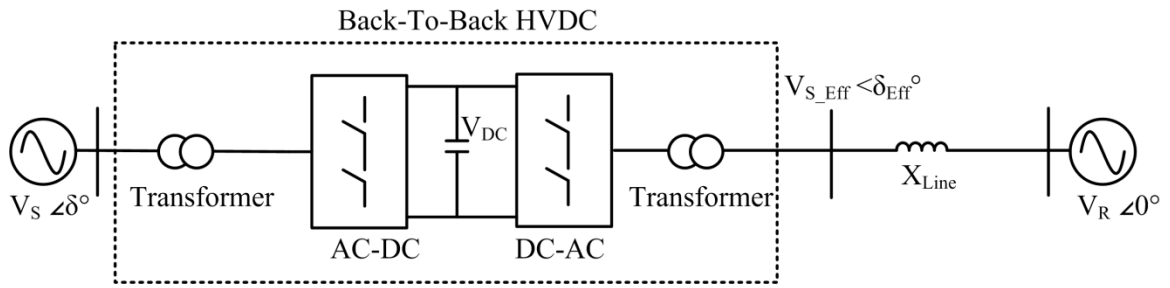 Back-To-Back HVDC
V_S_Eff <δ_Eff°
V_DC
Transformer
Transformer
X_Line
V_S ∠δ°
V_R ∠0°
AC-DC
DC-AC